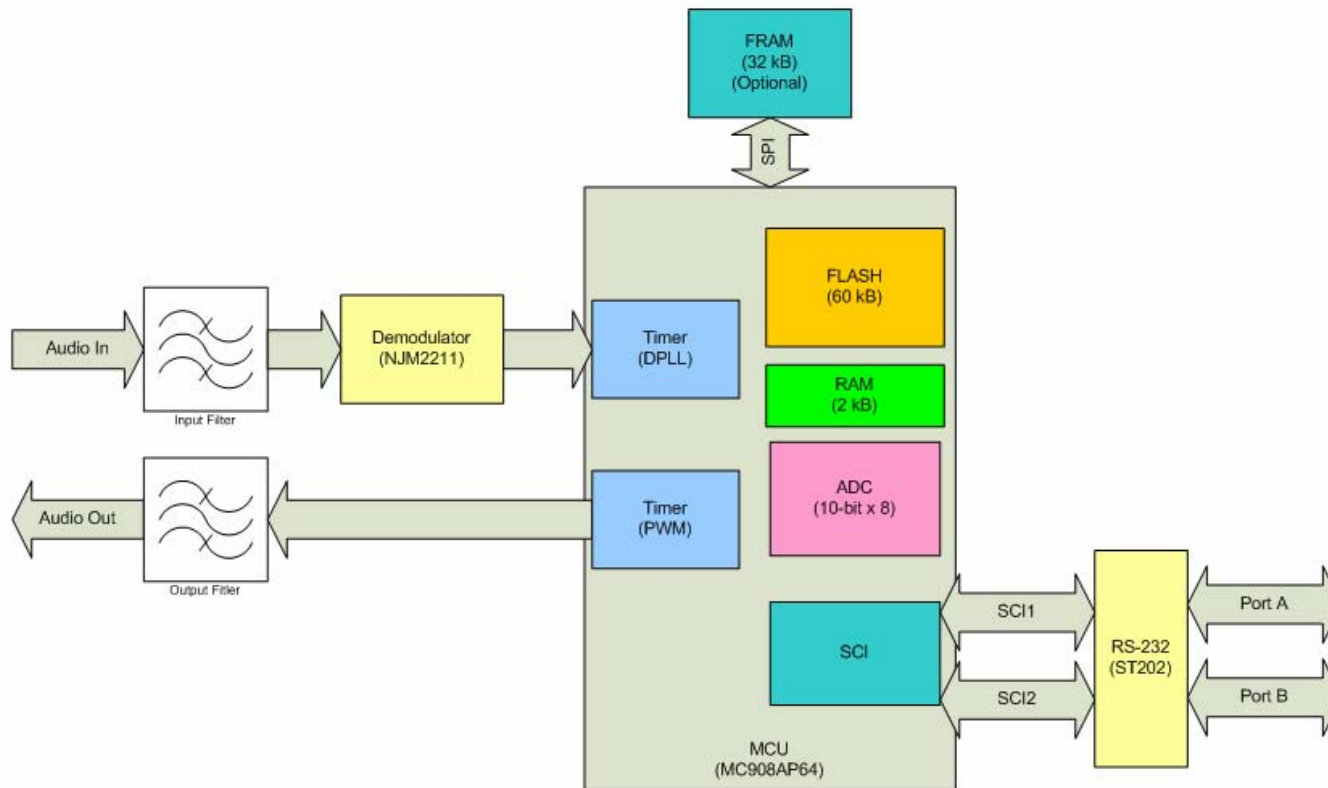 FRAM
(32 kB)
(Optional)
SPI
FLASH
(60 kB)
Audio In
Input Filter
Demodulator
(NJM2211)
Timer
(DPLL)
RAM
(2 kB)
Audio Out
Output Fitler
Timer
(PWM)
ADC
(10-bit x 8)
SCI
SCI1
SCI2
RS-232
(ST202)
Port A
Port B
MCU
(MC908AP64)